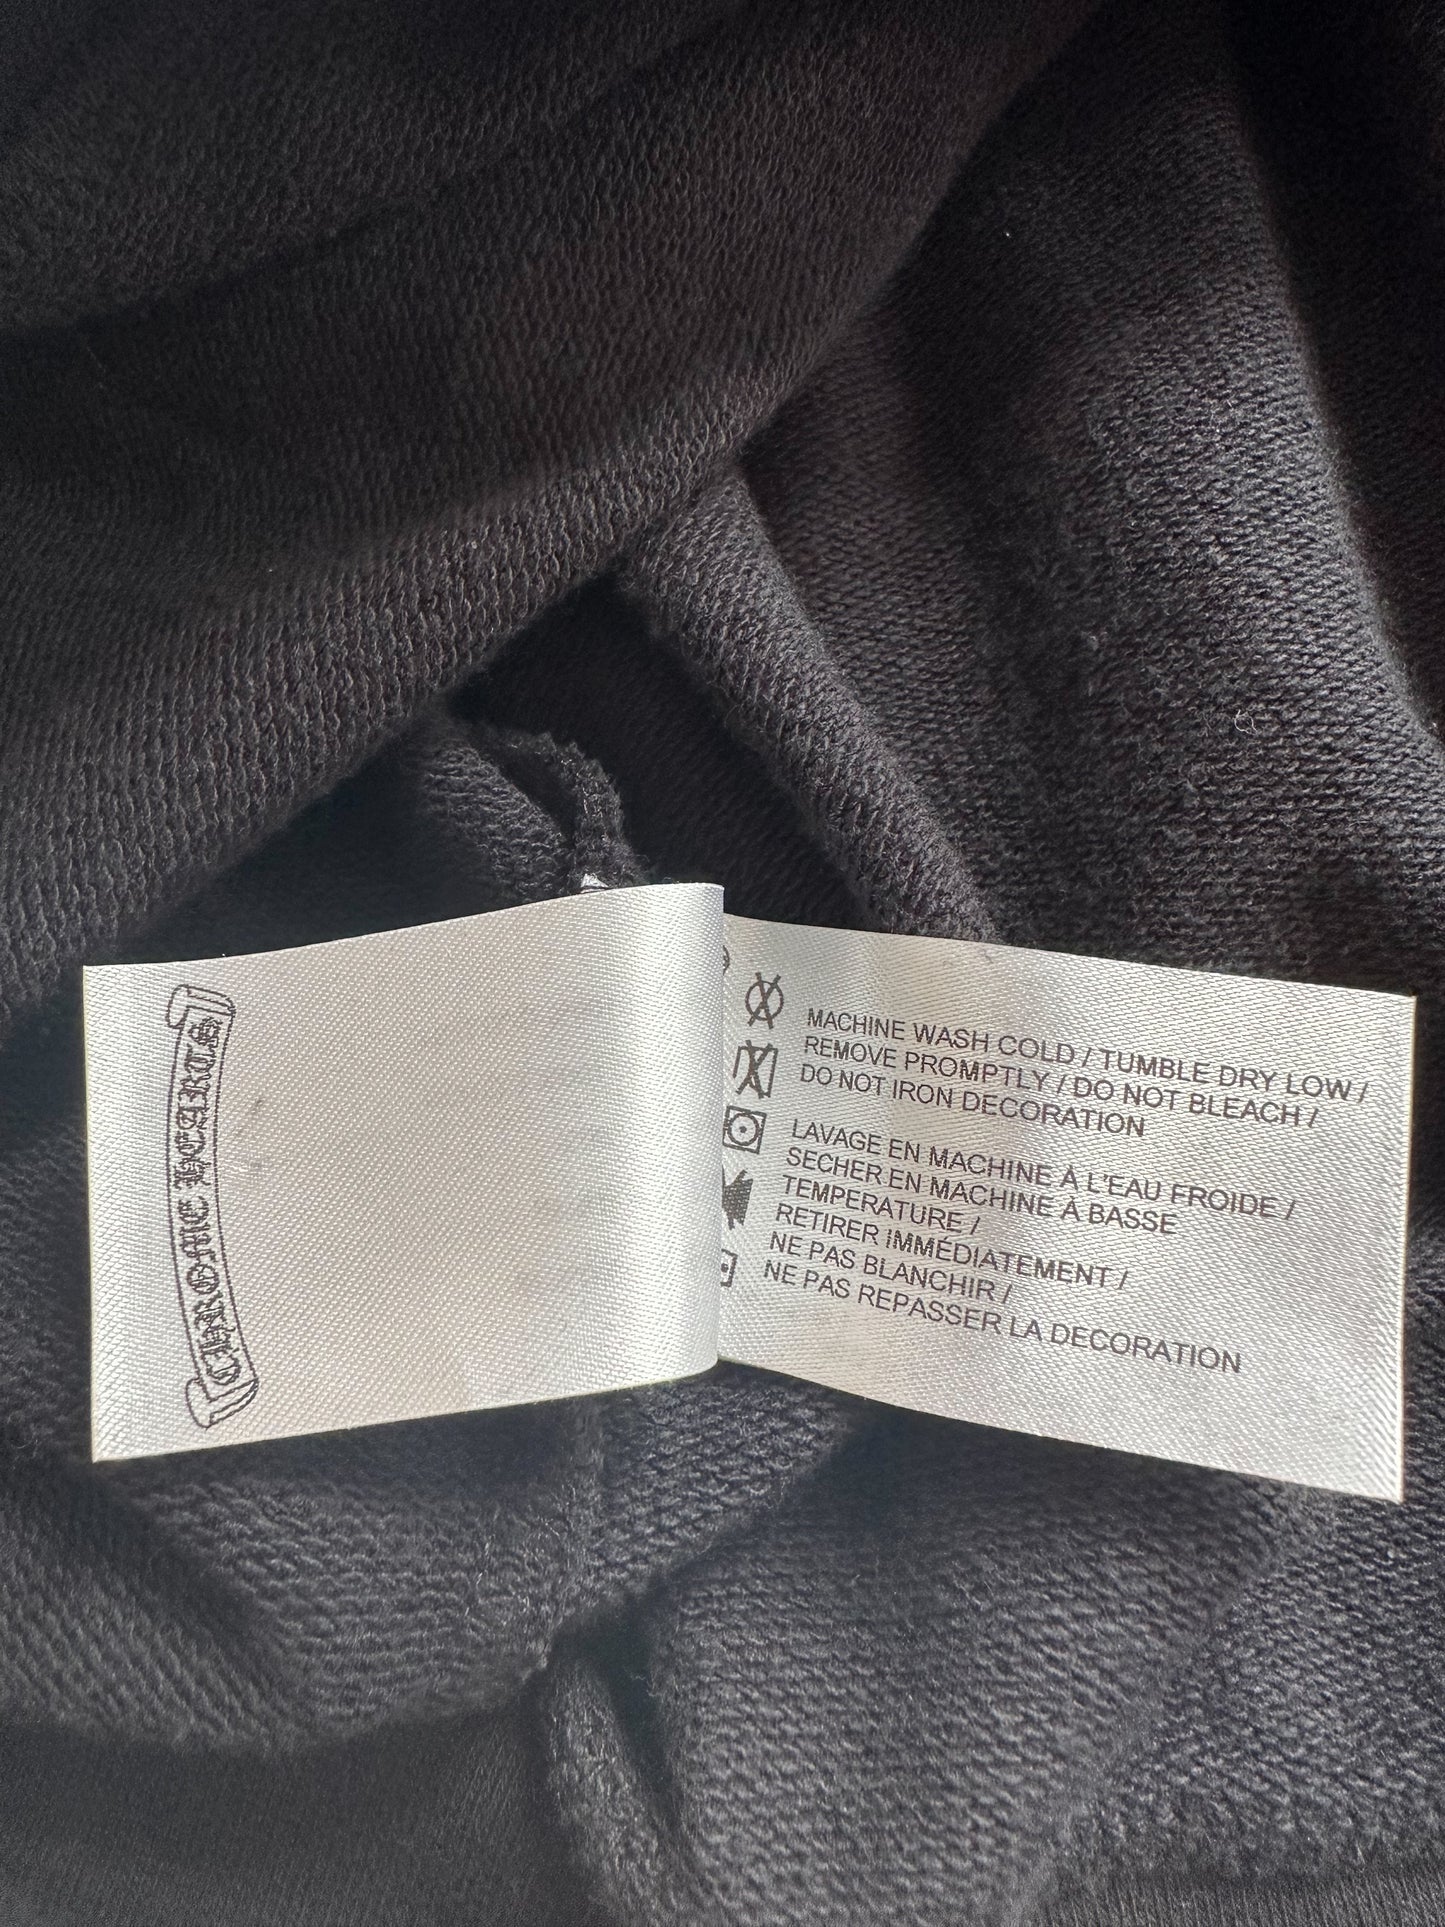 CHROME HEARTS
MACHINE WASH COLD / TUMBLE DRY LOW /
REMOVE PROMPTLY / DO NOT BLEACH /
DO NOT IRON DECORATION
LAVAGE EN MACHINE À L'EAU FROIDE /
SECHER EN MACHINE À BASSE
TEMPERATURE /
RETIRER IMMÉDIATEMENT /
NE PAS BLANCHIR /
NE PAS REPASSER LA DECORATION